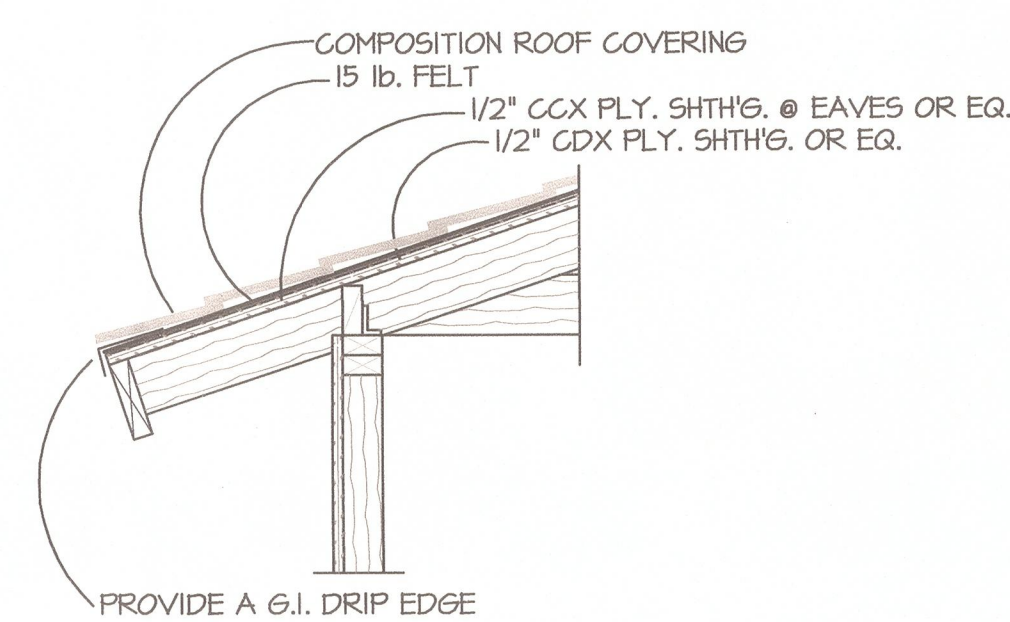 COMPOSITION ROOF COVERING
15 lb. FELT
1/2" CCX PLY. SHTH'G. @ EAVES OR EQ.
1/2" CDX PLY. SHTH'G. OR EQ.
PROVIDE A G.I. DRIP EDGE